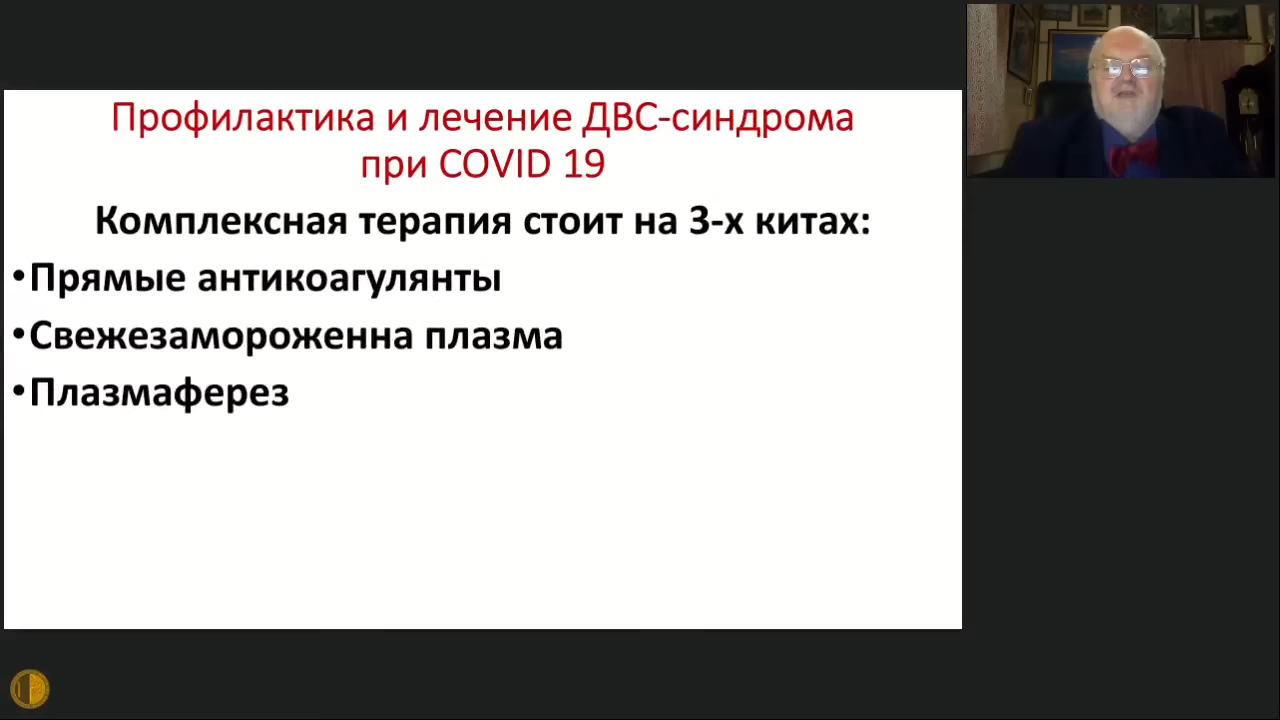 Профилактика и лечение ДВС-синдрома
при COVID 19
Комплексная терапия стоит на 3-х китах:
•Прямые антикоагулянты
•Свежезамороженна плазма
•Плазмаферез